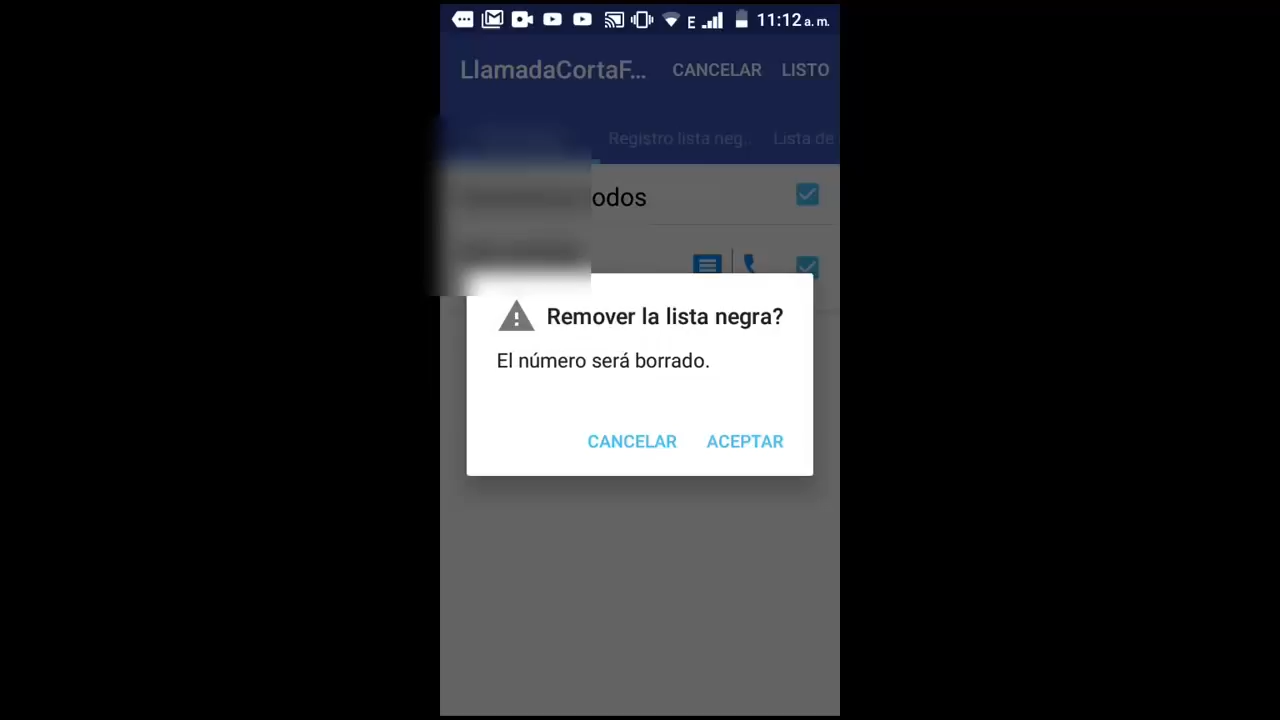 11:12 a. m.
LlamadaCortaF... CANCELAR LISTO
Registro lista neg... Lista de
odos
Remover la lista negra?
El número será borrado.
CANCELAR ACEPTAR